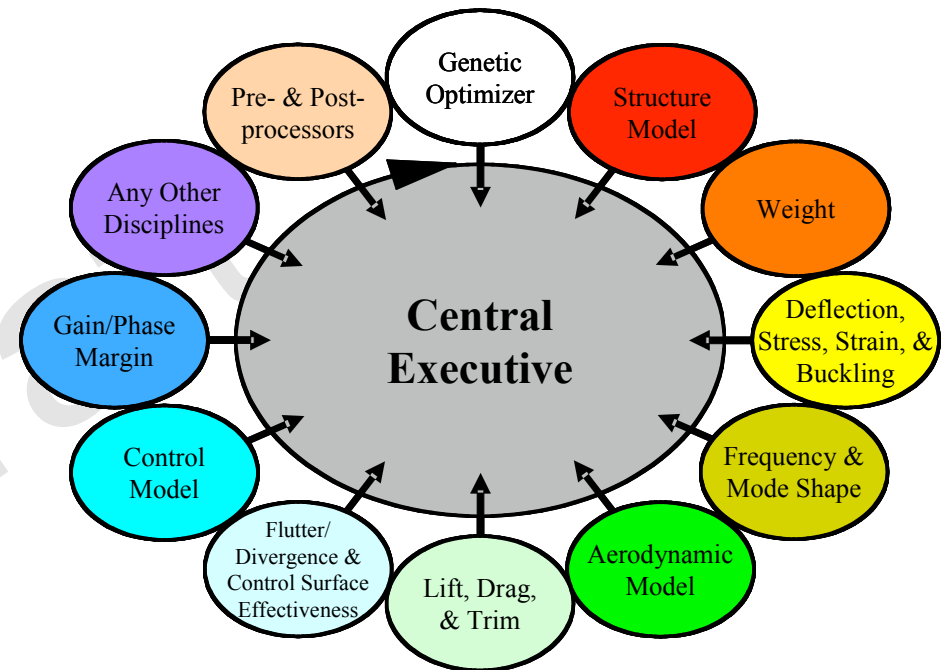 Genetic
Optimizer
Structure
Model
Weight
Deflection,
Stress, Strain, &
Buckling
Frequency &
Mode Shape
Aerodynamic
Model
Lift, Drag,
& Trim
Flutter/
Divergence &
Control Surface
Effectiveness
Control
Model
Gain/Phase
Margin
Any Other
Disciplines
Pre- & Post-
processors
Central
Executive